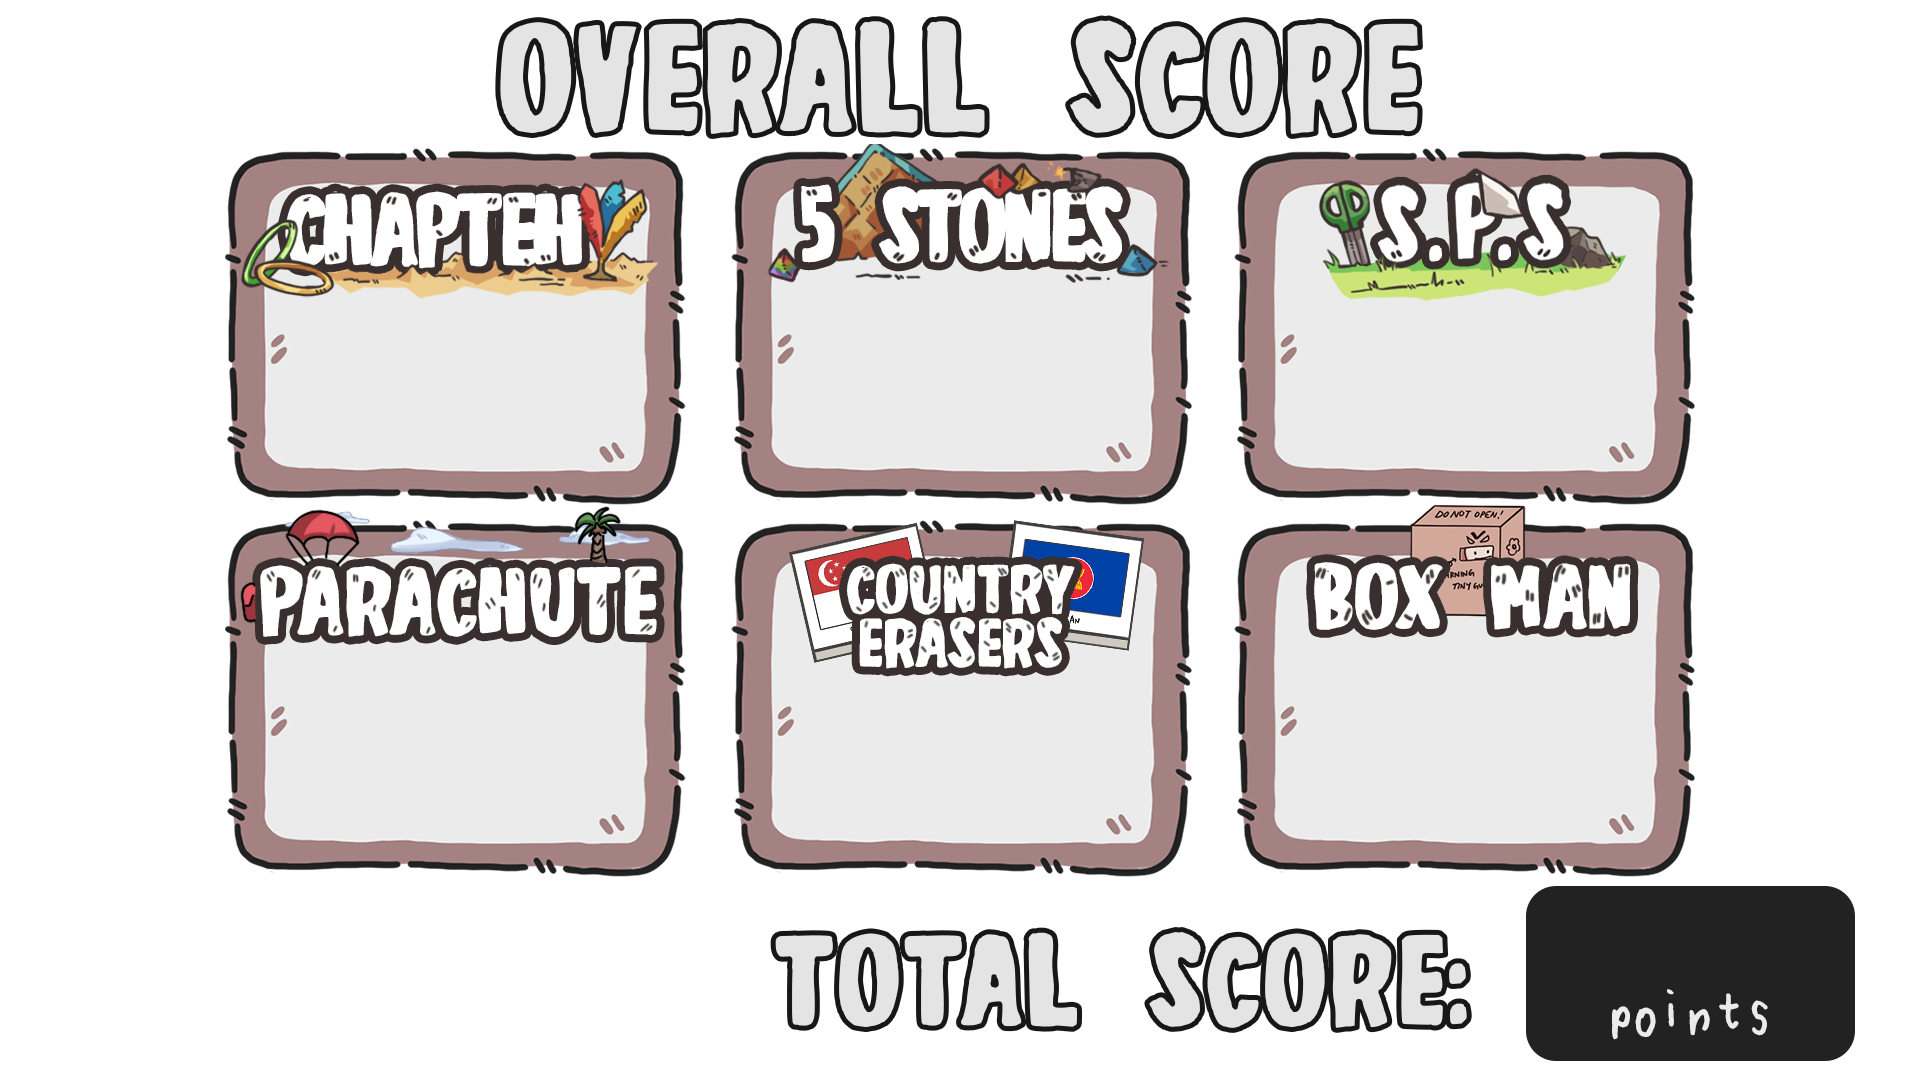 OVERALL SCORE
CHAPTEH
5 STONES
S.P.S
DO NOT OPEN!
PARACHUTE
COUNTRY
ERASERS
BOX MAN
TOTAL SCORE:
points